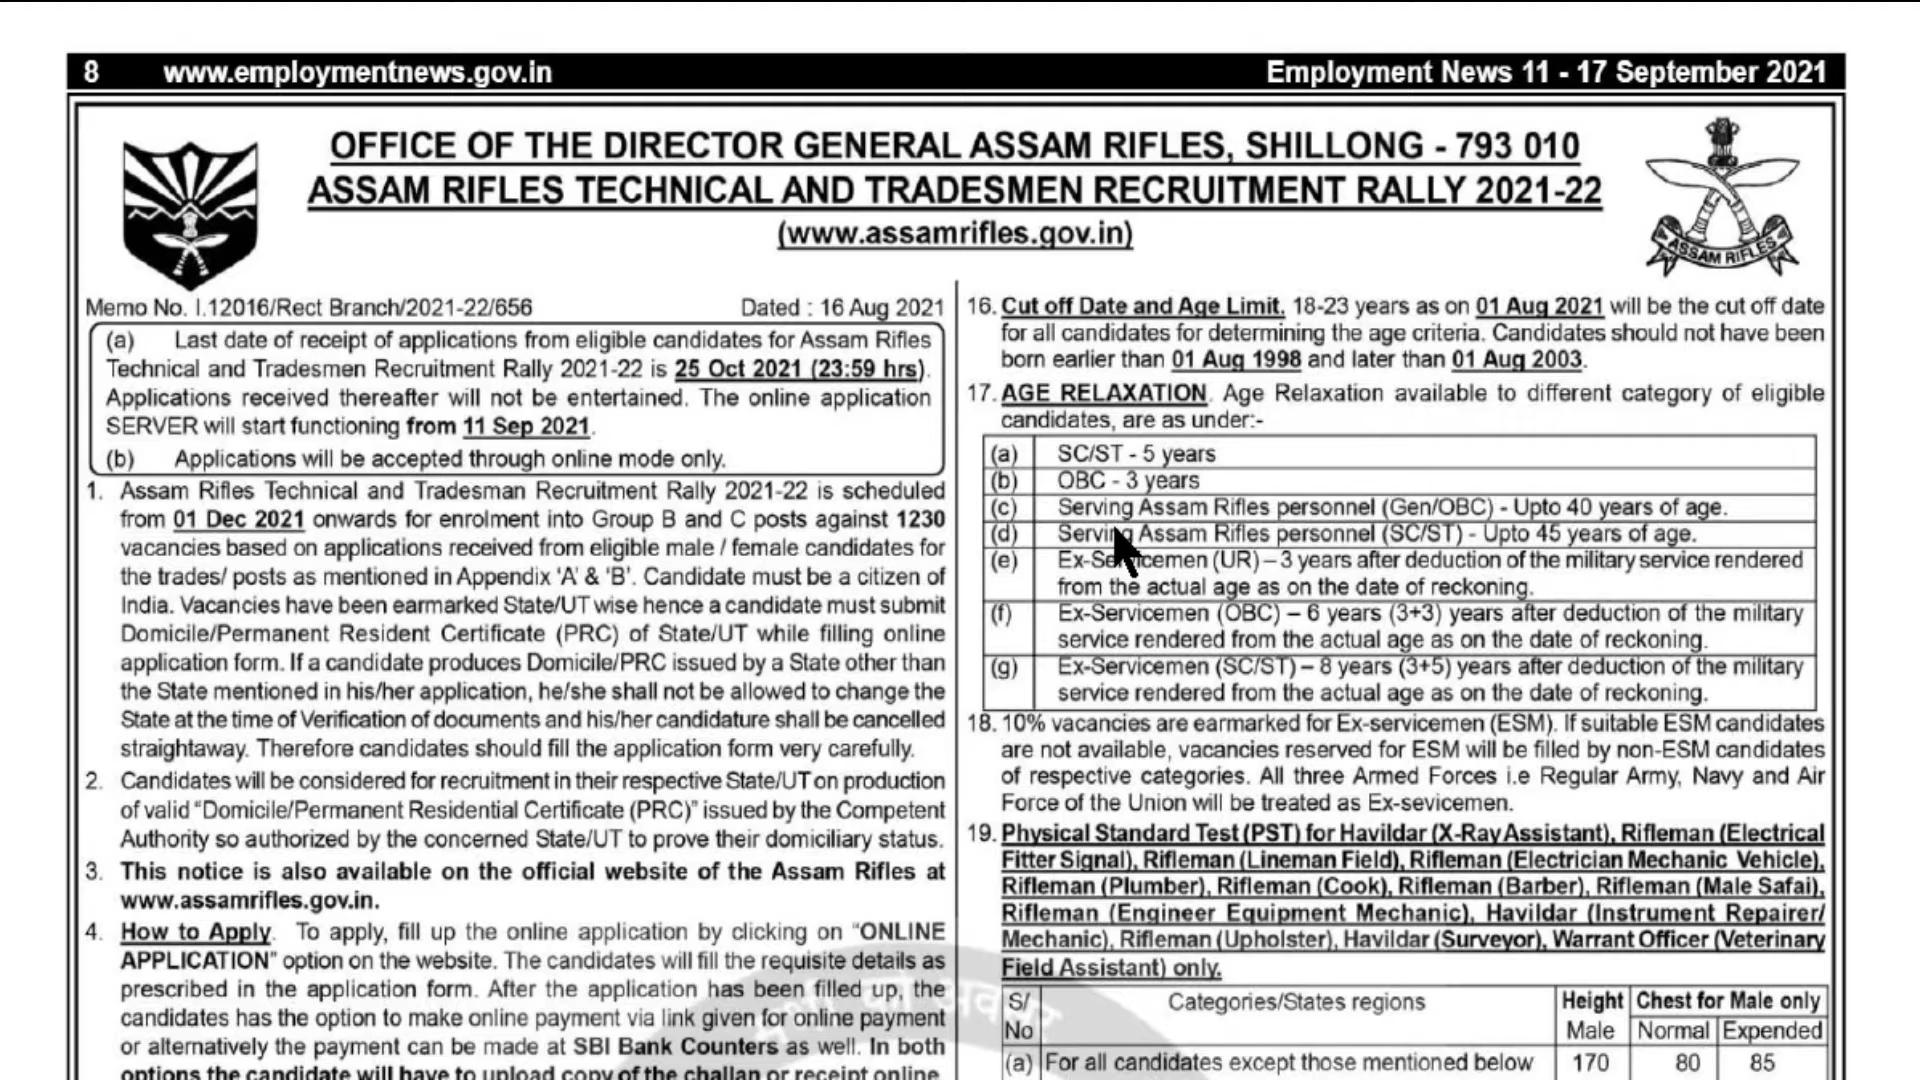 8 www.employmentnews.gov.in Employment News 11 - 17 September 2021
OFFICE OF THE DIRECTOR GENERAL ASSAM RIFLES, SHILLONG - 793 010
ASSAM RIFLES TECHNICAL AND TRADESMEN RECRUITMENT RALLY 2021-22
(www.assamrifles.gov.in)
ASSAM RIFLES
Memo No. I.12016/Rect Branch/2021-22/656 Dated : 16 Aug 2021
(a) Last date of receipt of applications from eligible candidates for Assam Rifles
Technical and Tradesmen Recruitment Rally 2021-22 is 25 Oct 2021 (23:59 hrs).
Applications received thereafter will not be entertained. The online application
SERVER will start functioning from 11 Sep 2021.
(b) Applications will be accepted through online mode only.
1. Assam Rifles Technical and Tradesman Recruitment Rally 2021-22 is scheduled
from 01 Dec 2021 onwards for enrolment into Group B and C posts against 1230
vacancies based on applications received from eligible male / female candidates for
the trades/ posts as mentioned in Appendix 'A' & 'B'. Candidate must be a citizen of
India. Vacancies have been earmarked State/UT wise hence a candidate must submit
Domicile/Permanent Resident Certificate (PRC) of State/UT while filling online
application form. If a candidate produces Domicile/PRC issued by a State other than
the State mentioned in his/her application, he/she shall not be allowed to change the
State at the time of Verification of documents and his/her candidature shall be cancelled
straightaway. Therefore candidates should fill the application form very carefully.
2. Candidates will be considered for recruitment in their respective State/UT on production
of valid "Domicile/Permanent Residential Certificate (PRC)" issued by the Competent
Authority so authorized by the concerned State/UT to prove their domiciliary status.
3. This notice is also available on the official website of the Assam Rifles at
www.assamrifles.gov.in.
4. How to Apply. To apply, fill up the online application by clicking on "ONLINE
APPLICATION" option on the website. The candidates will fill the requisite details as
prescribed in the application form. After the application has been filled up, the
candidates has the option to make online payment via link given for online payment
or alternatively the payment can be made at SBI Bank Counters as well. In both
options the candidate will have to upload copy of the challan or receipt online.
16. Cut off Date and Age Limit. 18-23 years as on 01 Aug 2021 will be the cut off date
for all candidates for determining the age criteria. Candidates should not have been
born earlier than 01 Aug 1998 and later than 01 Aug 2003.
17. AGE RELAXATION. Age Relaxation available to different category of eligible
candidates, are as under:-
(a) SC/ST - 5 years
(b) OBC - 3 years
(c) Serving Assam Rifles personnel (Gen/OBC) - Upto 40 years of age.
(d) Serving Assam Rifles personnel (SC/ST) - Upto 45 years of age.
(e) Ex-Servicemen (UR) – 3 years after deduction of the military service rendered
from the actual age as on the date of reckoning.
(f) Ex-Servicemen (OBC) – 6 years (3+3) years after deduction of the military
service rendered from the actual age as on the date of reckoning.
(g) Ex-Servicemen (SC/ST) – 8 years (3+5) years after deduction of the military
service rendered from the actual age as on the date of reckoning.
18. 10% vacancies are earmarked for Ex-servicemen (ESM). If suitable ESM candidates
are not available, vacancies reserved for ESM will be filled by non-ESM candidates
of respective categories. All three Armed Forces i.e Regular Army, Navy and Air
Force of the Union will be treated as Ex-sevicemen.
19. Physical Standard Test (PST) for Havildar (X-Ray Assistant), Rifleman (Electrical
Fitter Signal), Rifleman (Lineman Field), Rifleman (Electrician Mechanic Vehicle),
Rifleman (Plumber), Rifleman (Cook), Rifleman (Barber), Rifleman (Male Safai),
Rifleman (Engineer Equipment Mechanic), Havildar (Instrument Repairer/
Mechanic), Rifleman (Upholster), Havildar (Surveyor), Warrant Officer (Veterinary
Field Assistant) only.
S/ Categories/States regions Height Chest for Male only
No Male Normal Expended
(a) For all candidates except those mentioned below 170 80 85